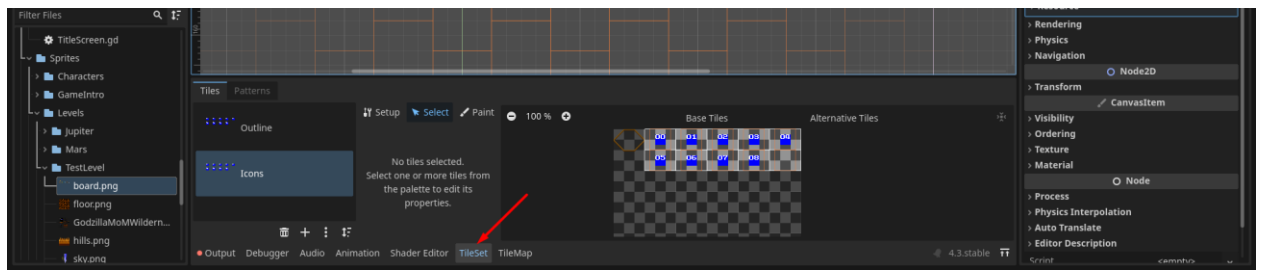 Filter Files
TitleScreen.gd
Sprites
Characters
GameIntro
Levels
Jupiter
Mars
TestLevel
board.png
floor.png
GodzillaMoMWildern...
hills.png
sky.png
Tiles Patterns
Outline
Icons
Setup Select Paint
No tiles selected.
Select one or more tiles from
the palette to edit its
properties.
100 %
Base Tiles
Alternative Tiles
00 01 02 03 04
05 06 07 08
Output Debugger Audio Animation Shader Editor TileSet TileMap
4.3.stable
Resource
Rendering
Physics
Navigation
Node2D
Transform
CanvasItem
Visibility
Ordering
Texture
Material
Node
Process
Physics Interpolation
Auto Translate
Editor Description
Script <empty>